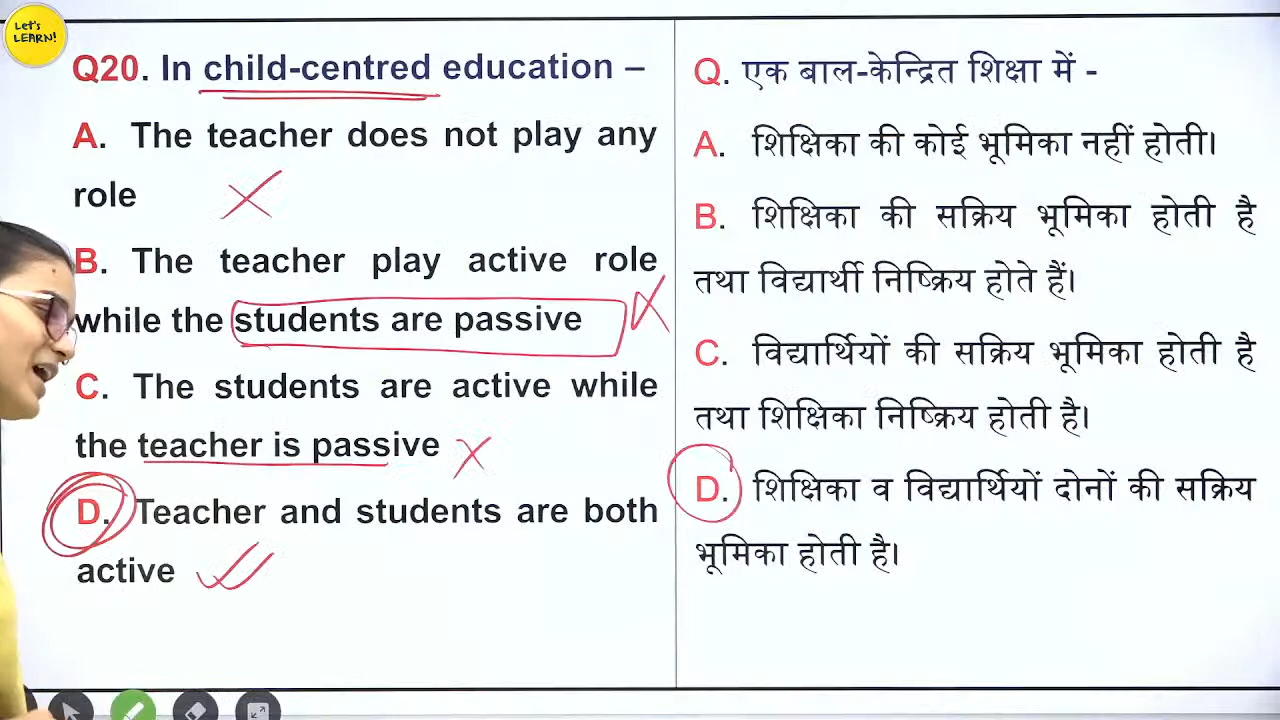 Let's
LEARN!
Q20. In child-centred education –
A. The teacher does not play any
role
B. The teacher play active role
while the students are passive
C. The students are active while
the teacher is passive
D. Teacher and students are both
active
Q. एक बाल-केन्द्रित शिक्षा में -
A. शिक्षिका की कोई भूमिका नहीं होती।
B. शिक्षिका की सक्रिय भूमिका होती है
तथा विद्यार्थी निष्क्रिय होते हैं।
C. विद्यार्थियों की सक्रिय भूमिका होती है
तथा शिक्षिका निष्क्रिय होती है।
D. शिक्षिका व विद्यार्थियों दोनों की सक्रिय
भूमिका होती है।